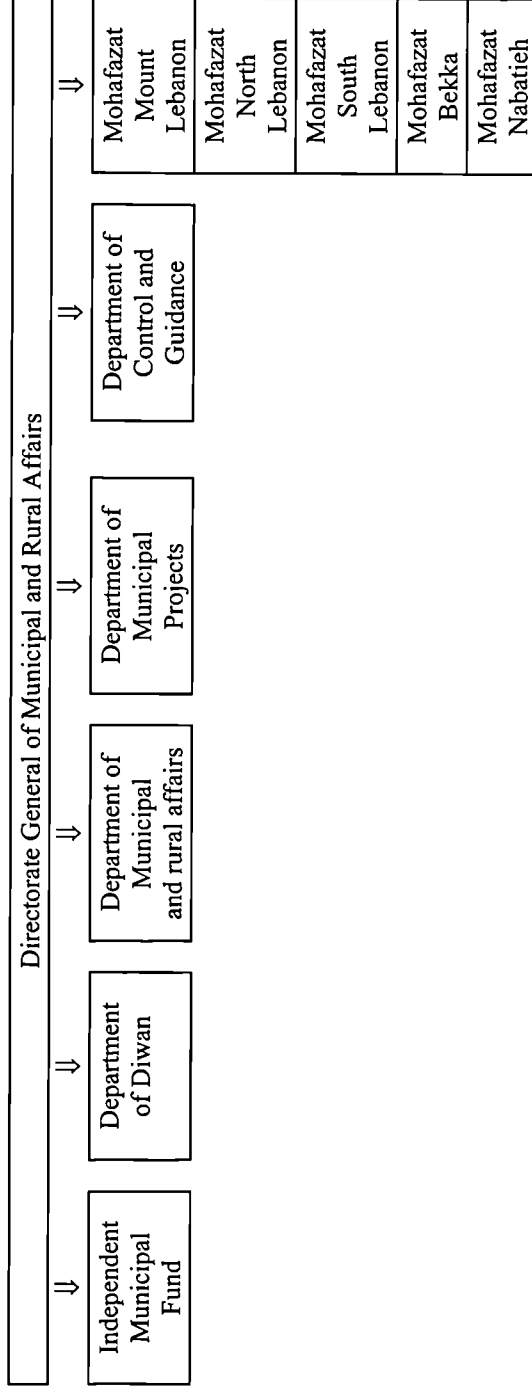 Directorate General of Municipal and Rural Affairs
⇒
⇒
⇒
⇒
⇒
⇒
Independent
Municipal
Fund
Department
of Diwan
Department of
Municipal
and rural affairs
Department of
Municipal
Projects
Department of
Control and
Guidance
Mohafazat
Mount
Lebanon
Mohafazat
North
Lebanon
Mohafazat
South
Lebanon
Mohafazat
Bekka
Mohafazat
Nabatieh